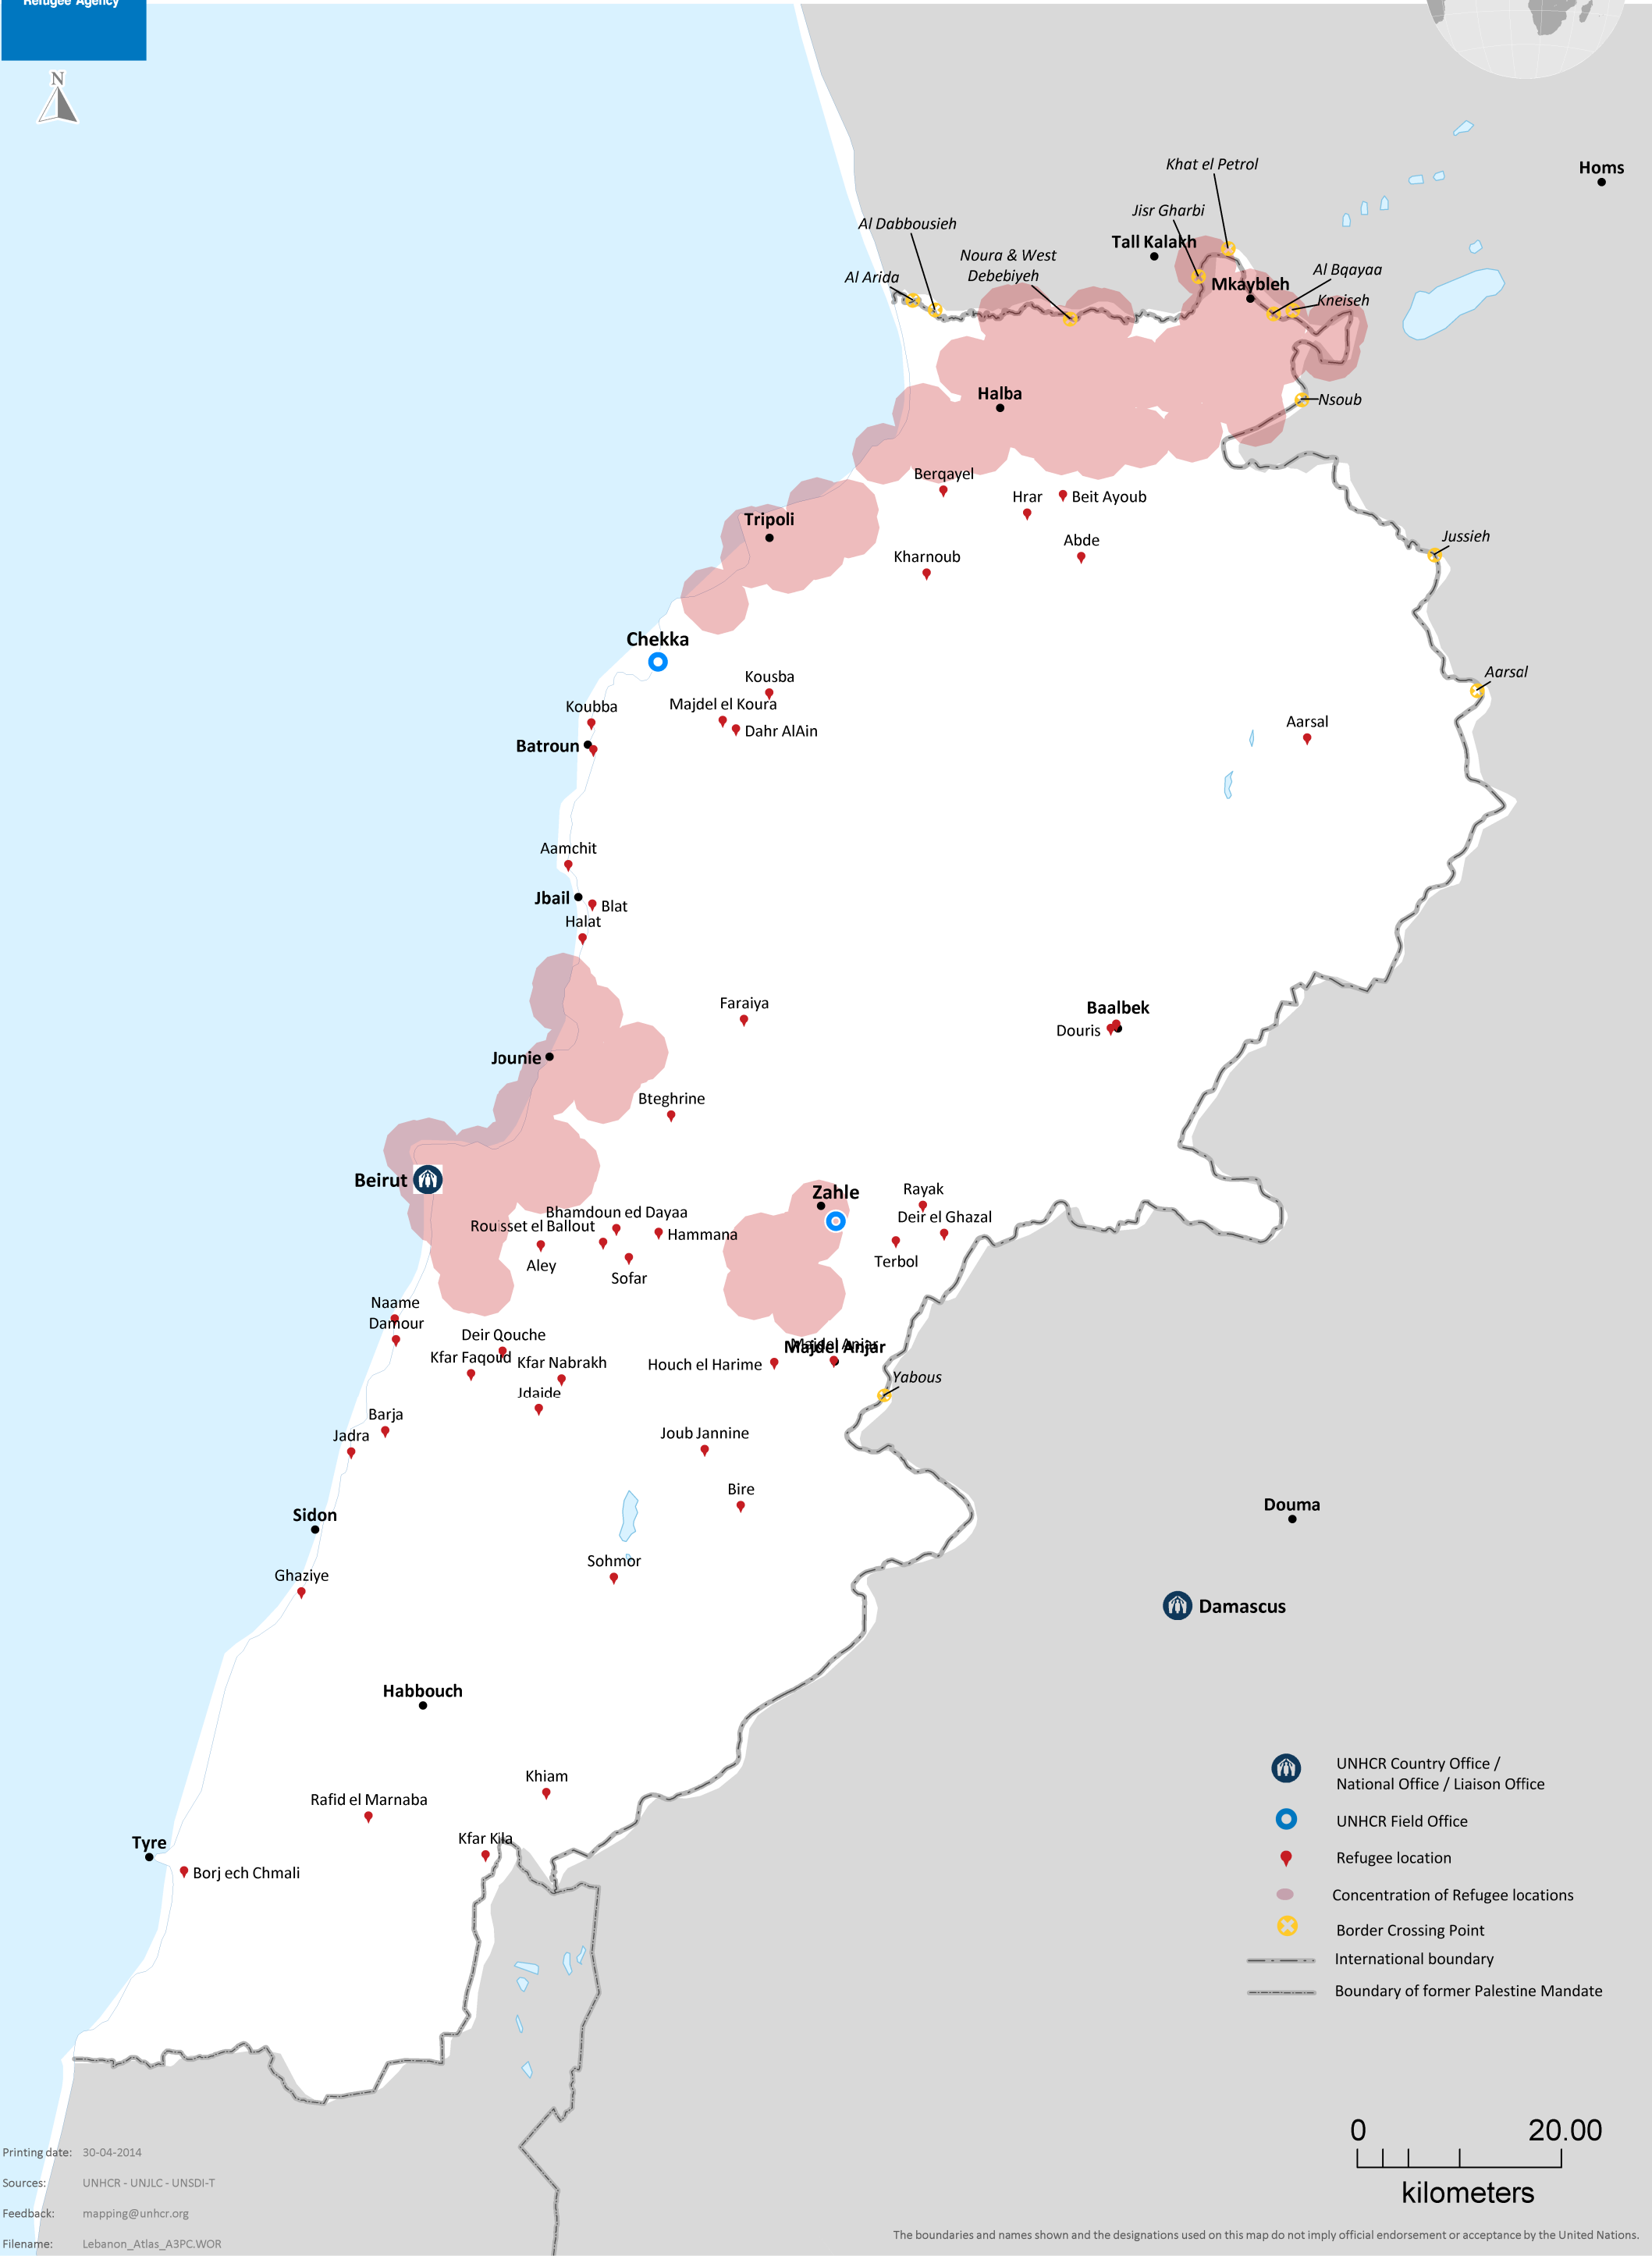 Refugee Agency
N
Homs
Khat el Petrol
Jisr Gharbi
Al Dabbousieh
Tall Kalakh
Noura & West
Debebiyeh
Al Arida
Al Bqayaa
Mkaybleh
Kneiseh
Halba
Nsoub
Berqayel
Hrar
Beit Ayoub
Tripoli
Jussieh
Abde
Kharnoub
Chekka
Aarsal
Kousba
Majdel el Koura
Koubba
Dahr AlAin
Aarsal
Batroun
Aamchit
Jbail
Blat
Halat
Faraiya
Baalbek
Douris
Jounie
Bteghrine
Beirut
Zahle
Rayak
Bhamdoun ed Dayaa
Deir el Ghazal
Rouisset el Ballout
Hammana
Aley
Terbol
Sofar
Naame
Damour
Deir Qouche
Majdel Anjar
Majdel Anjar
Kfar Faqoud
Kfar Nabrakh
Houch el Harime
Yabous
Jdaide
Barja
Jadra
Joub Jannine
Bire
Sidon
Douma
Sohmor
Ghaziye
Damascus
Habbouch
Khiam
Rafid el Marnaba
Kfar Kila
Tyre
Borj ech Chmali
UNHCR Country Office /
National Office / Liaison Office
UNHCR Field Office
Refugee location
Concentration of Refugee locations
Border Crossing Point
International boundary
Boundary of former Palestine Mandate
0 20.00
kilometers
Printing date: 30-04-2014
Sources: UNHCR - UNJLC - UNSDI-T
Feedback: mapping@unhcr.org
Filename: Lebanon_Atlas_A3PC.WOR
The boundaries and names shown and the designations used on this map do not imply official endorsement or acceptance by the United Nations.